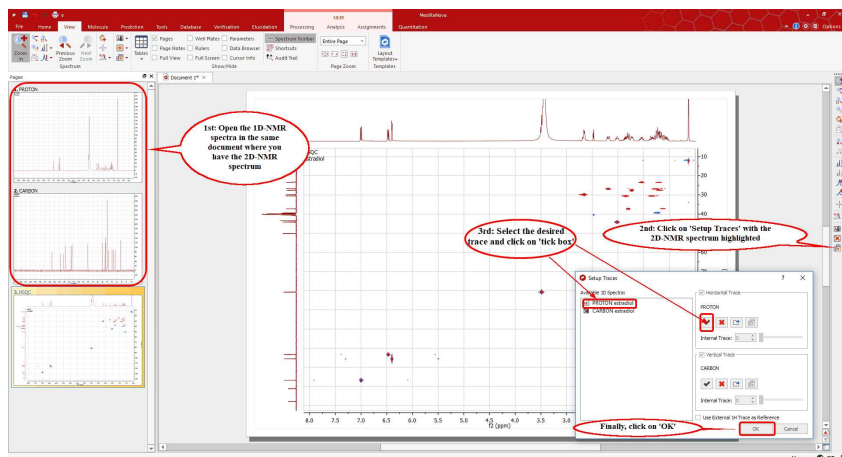 NMR
MestReNova
File Home View Molecule Prediction Tools Database Verification Elucidation Processing Analysis Assignments Quantitation
Options
Zoom In
Previous Zoom
Next Zoom
Spectrum
Tables
Pages Well Plates Parameters
Page Notes Rulers Data Browser
Full View Full Screen Cursor Info
Spectrum Toolbar
Shortcuts
Audit Trail
Show/Hide
Entire Page
Page Zoom
Layout Templates
Templates
Pages
Document 1*
1. PROTON
2. CARBON
3. HSQC
1st: Open the 1D-NMR
spectra in the same
document where you
have the 2D-NMR
spectrum
2nd: Click on 'Setup Traces' with the
2D-NMR spectrum highlighted
3rd: Select the desired
trace and click on 'tick box'
10
20
30
40
60
Setup Traces
? ×
Available 1D Spectra:
PROTON estradiol
CARBON estradiol
Horizontal Trace
PROTON
Internal Trace:
Vertical Trace
CARBON
Internal Trace:
Use External 1H Trace as Reference
OK Cancel
Finally, click on 'OK'
8.0 7.5 7.0 6.5 6.0 5.5 5.0 4.5 4.0 3.5 3.0
f2 (ppm)